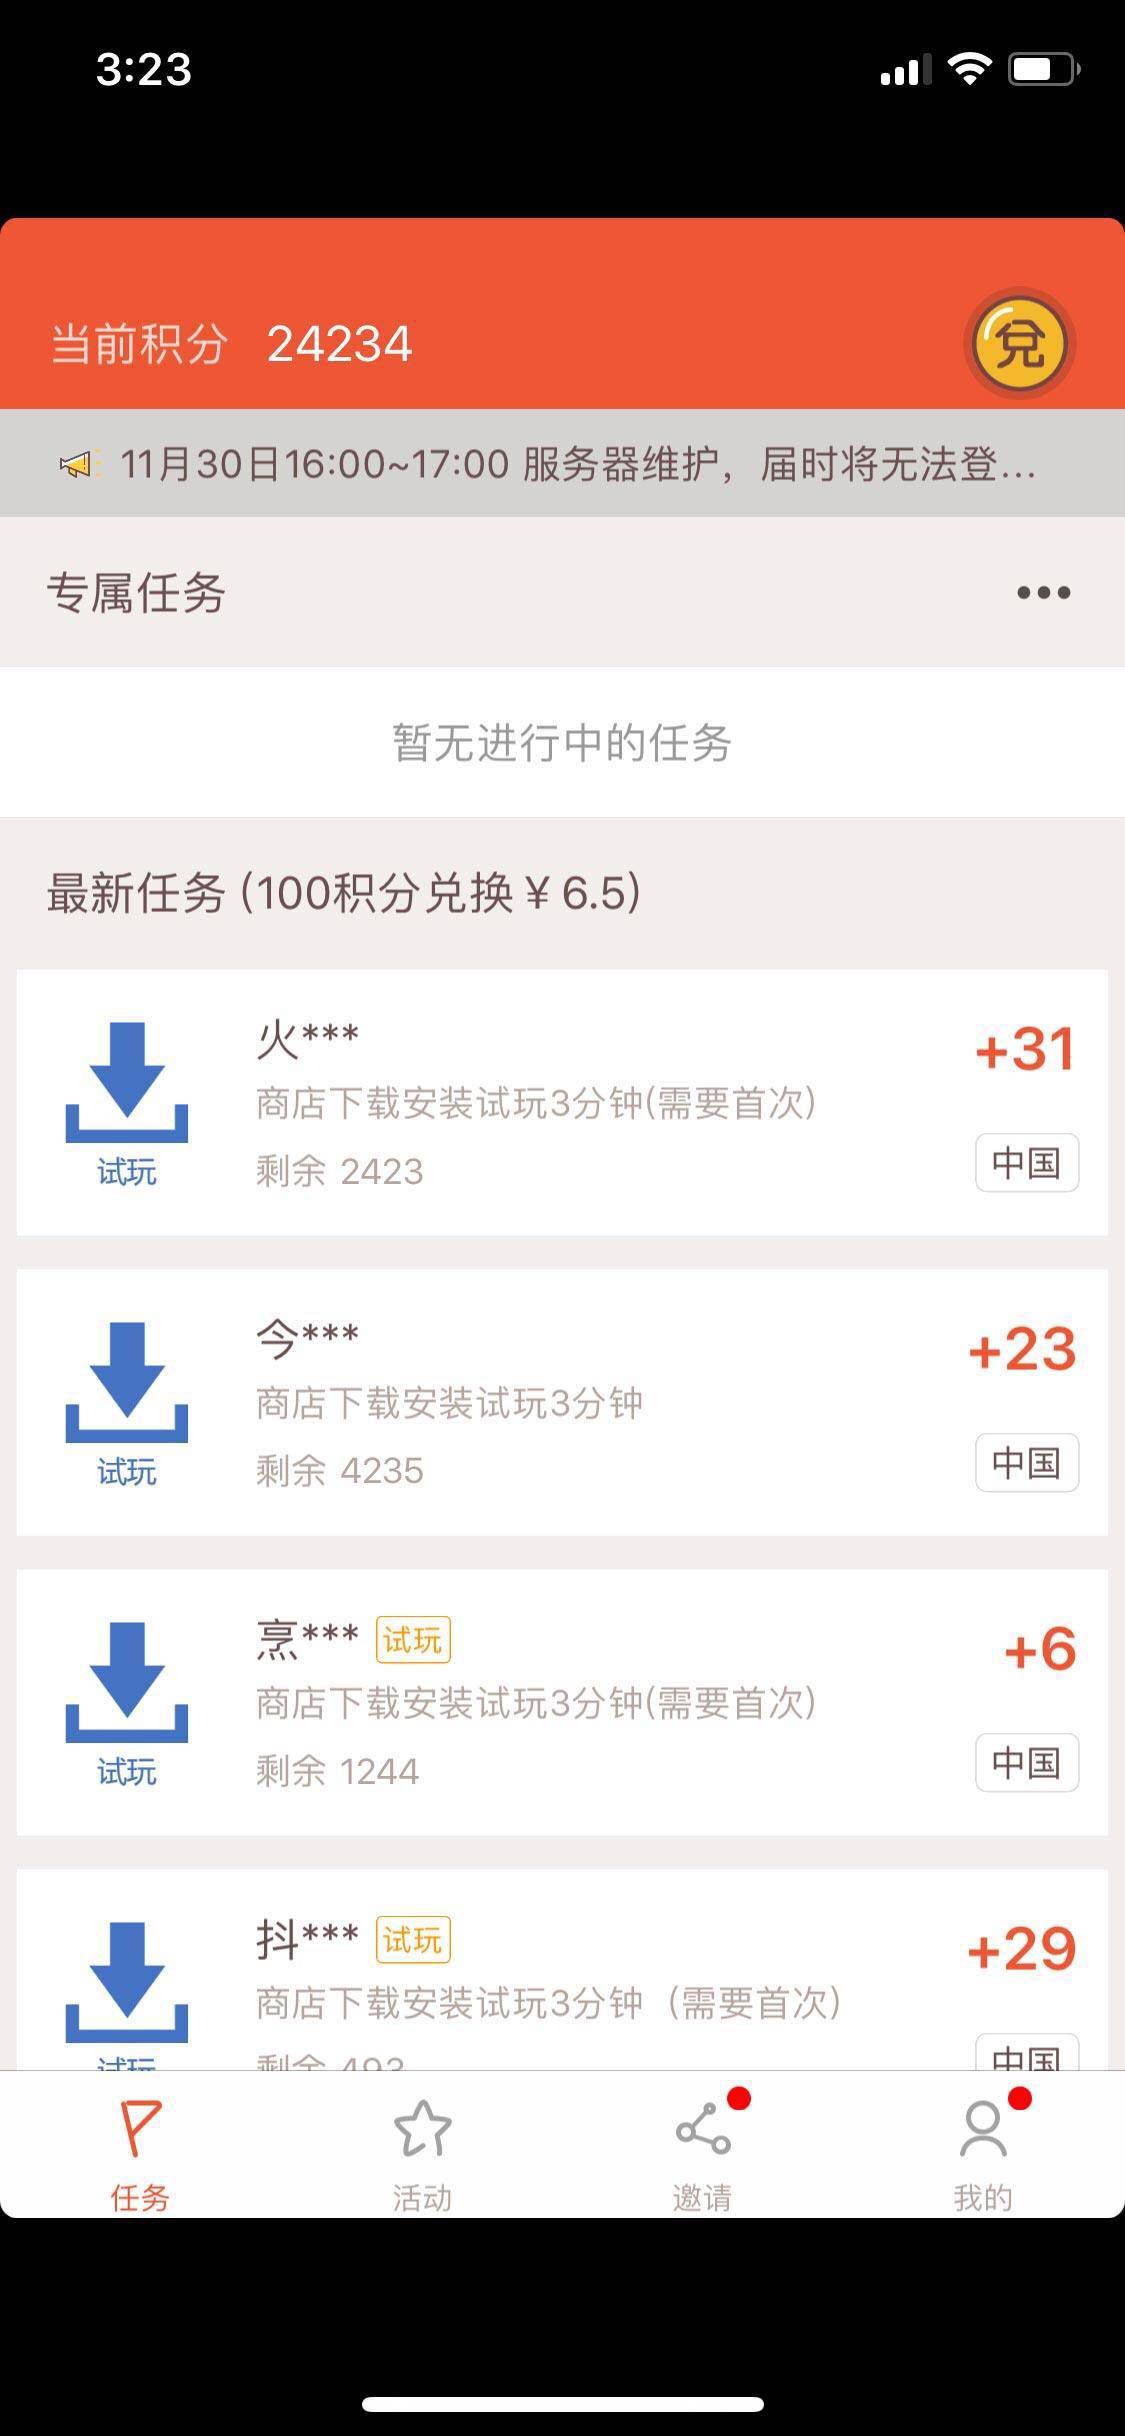 3:23
当前积分 24234
兑
11月30日16:00~17:00 服务器维护，届时将无法登...
专属任务
暂无进行中的任务
最新任务 (100积分兑换￥6.5)
火***
+31
商店下载安装试玩3分钟(需要首次)
试玩
剩余 2423
中国
今***
+23
商店下载安装试玩3分钟
试玩
剩余 4235
中国
烹*** 试玩
+6
商店下载安装试玩3分钟(需要首次)
试玩
剩余 1244
中国
抖*** 试玩
+29
商店下载安装试玩3分钟（需要首次）
试玩
剩余 493
中国
任务
活动
邀请
我的